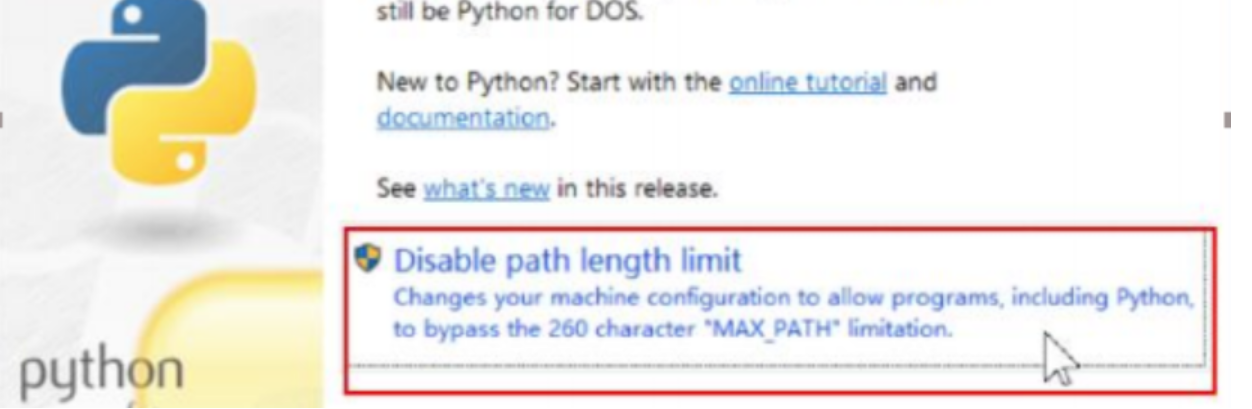 still be Python for DOS.
New to Python? Start with the online tutorial and
documentation.
See what's new in this release.
Disable path length limit
Changes your machine configuration to allow programs, including Python,
to bypass the 260 character "MAX_PATH" limitation.
python